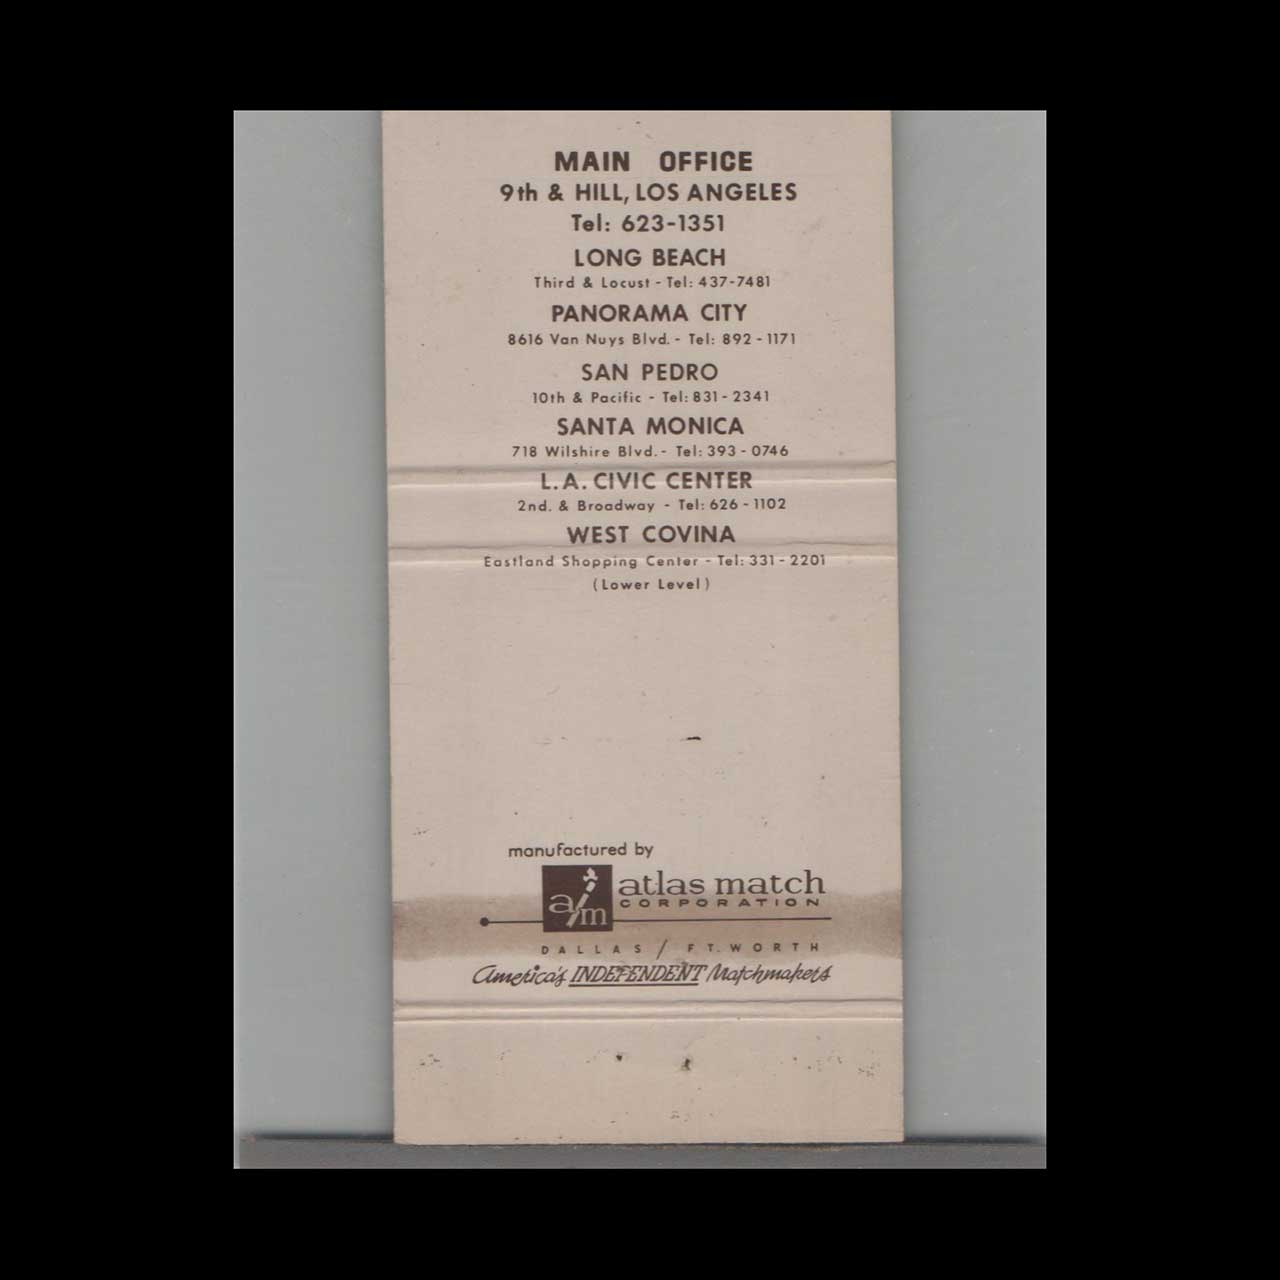 MAIN OFFICE
9th & HILL, LOS ANGELES
Tel: 623-1351
LONG BEACH
Third & Locust - Tel: 437-7481
PANORAMA CITY
8616 Van Nuys Blvd. - Tel: 892-1171
SAN PEDRO
10th & Pacific - Tel: 831-2341
SANTA MONICA
718 Wilshire Blvd. - Tel: 393-0746
L.A. CIVIC CENTER
2nd. & Broadway - Tel: 626-1102
WEST COVINA
Eastland Shopping Center - Tel: 331-2201
(Lower Level)
manufactured by
a/m atlas match
CORPORATION
DALLAS / FT. WORTH
America's INDEPENDENT Matchmakers